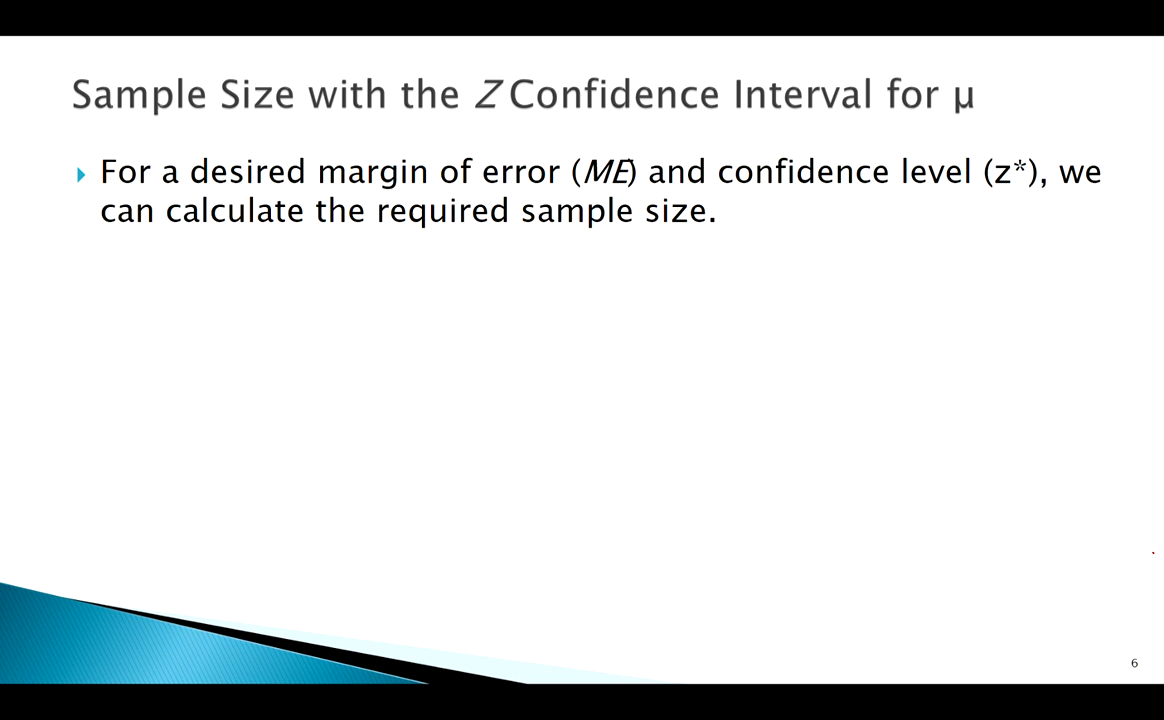 Sample Size with the Z Confidence Interval for μ
For a desired margin of error (ME) and confidence level (z*), we
can calculate the required sample size.
6